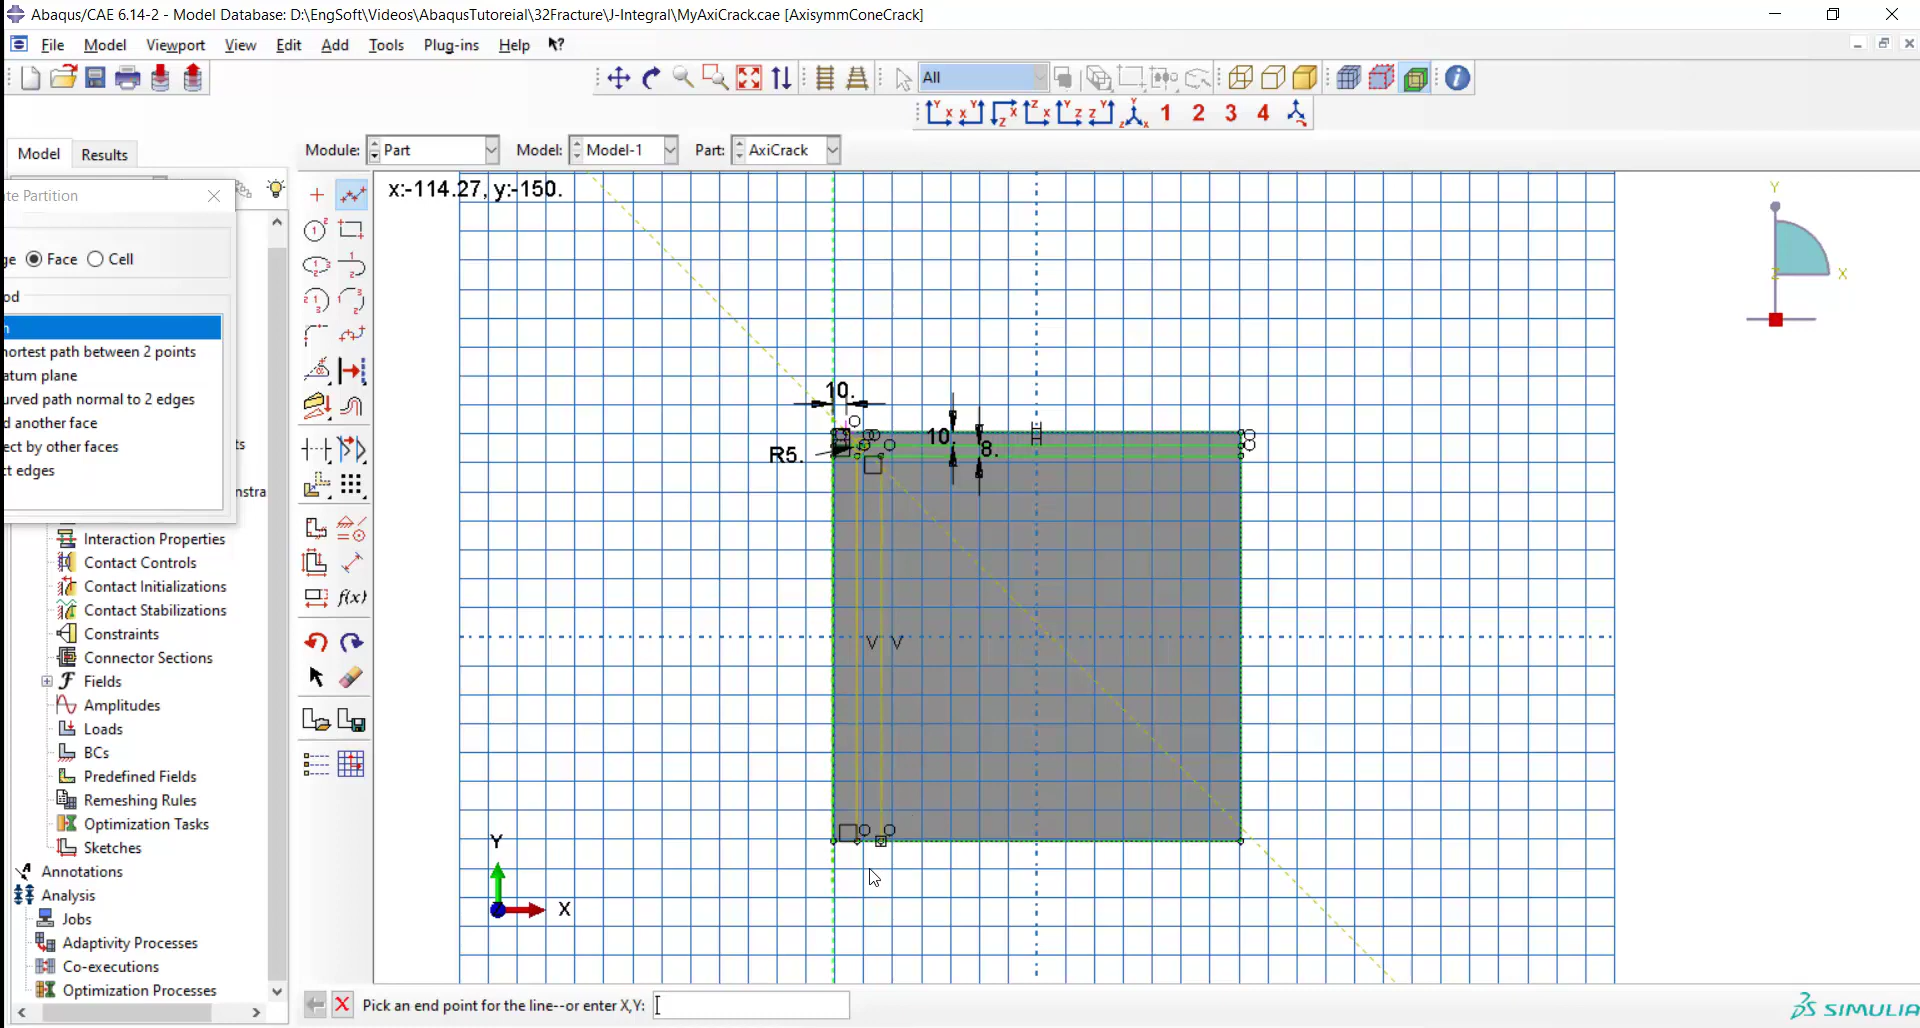 Abaqus/CAE 6.14-2 - Model Database: D:\EngSoft\Videos\AbaqusTutoreial\32Fracture\J-Integral\MyAxiCrack.cae [AxisymmConeCrack]
File Model Viewport View Edit Add Tools Plug-ins Help
All
1 2 3 4
Model Results
Module: Part Model: Model-1 Part: AxiCrack
x:-114.27, y:-150.
te Partition
ge Face Cell
od
n
hortest path between 2 points
atum plane
urved path normal to 2 edges
d another face
ect by other faces
ct edges
ts
nstra
Interaction Properties
Contact Controls
Contact Initializations
Contact Stabilizations
Constraints
Connector Sections
Fields
Amplitudes
Loads
BCs
Predefined Fields
Remeshing Rules
Optimization Tasks
Sketches
Annotations
Analysis
Jobs
Adaptivity Processes
Co-executions
Optimization Processes
f(x)
10.
R5.
10.
8.
H
V V
Y
X
Y
Z
X
Pick an end point for the line--or enter X,Y:
SIMULIA